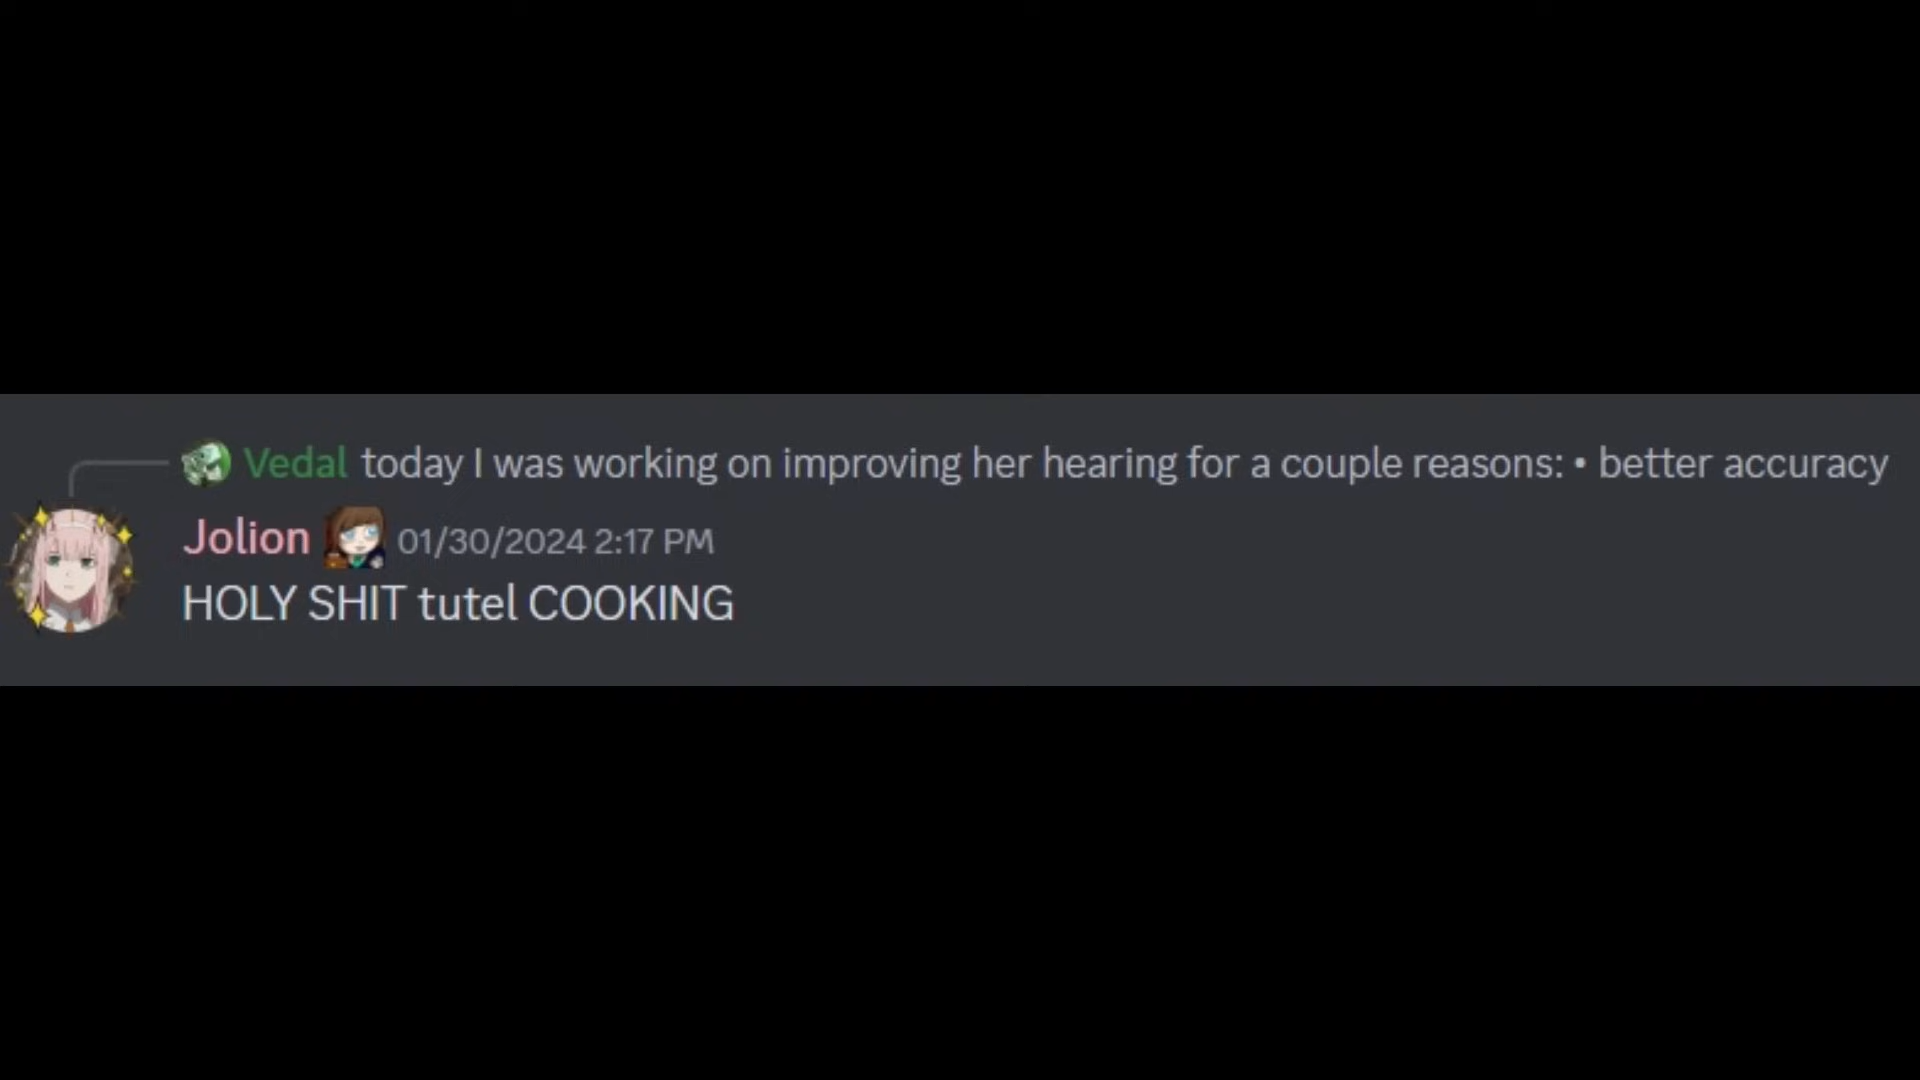 Vedal today I was working on improving her hearing for a couple reasons: • better accuracy
Jolion 01/30/2024 2:17 PM
HOLY SHIT tutel COOKING